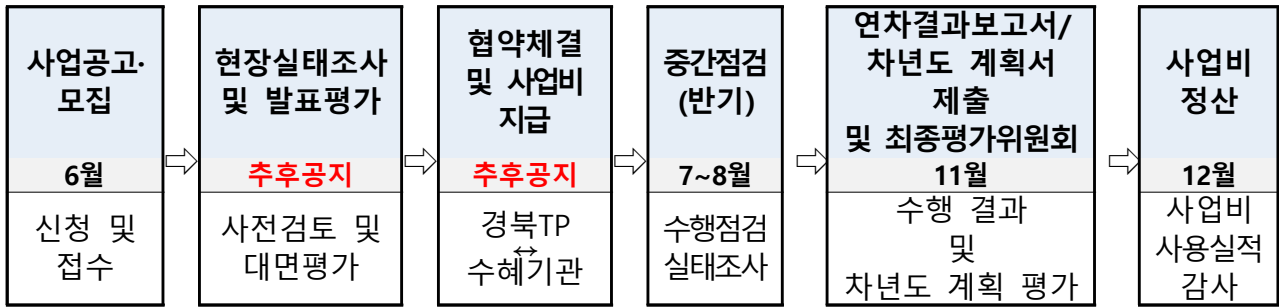 사업공고·
모집
6월
신청 및
접수
현장실태조사
및 발표평가
추후공지
사전검토 및
대면평가
협약체결
및 사업비
지급
추후공지
경북TP
↔
수혜기관
중간점검
(반기)
7~8월
수행점검
실태조사
연차결과보고서/
차년도 계획서
제출
및 최종평가위원회
11월
수행 결과
및
차년도 계획 평가
사업비
정산
12월
사업비
사용실적
감사